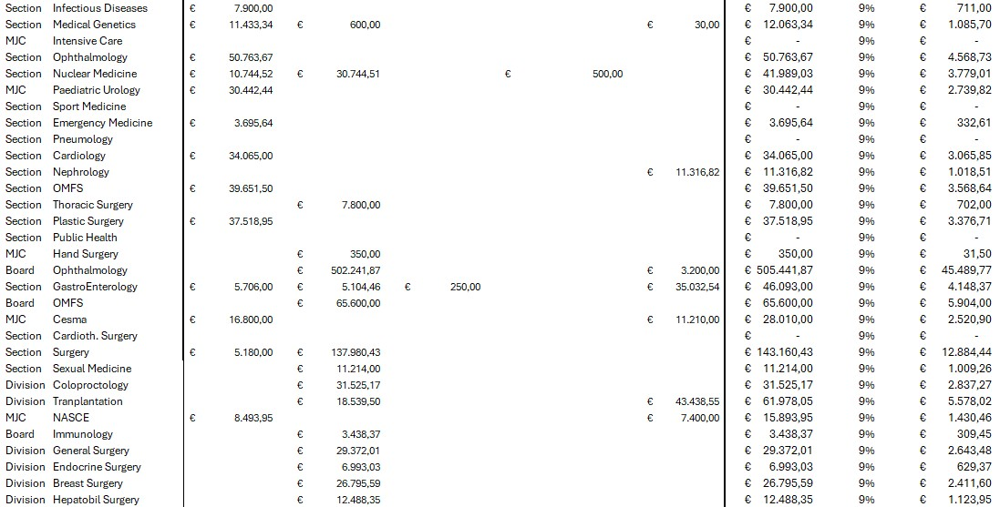 Section Infectious Diseases € 7.900,00 € 7.900,00 9% € 711,00
Section Medical Genetics € 11.433,34 € 600,00 € 30,00 € 12.063,34 9% € 1.085,70
MJC Intensive Care € - 9% € -
Section Ophthalmology € 50.763,67 € 50.763,67 9% € 4.568,73
Section Nuclear Medicine € 10.744,52 € 30.744,51 € 500,00 € 41.989,03 9% € 3.779,01
MJC Paediatric Urology € 30.442,44 € 30.442,44 9% € 2.739,82
Section Sport Medicine € - 9% € -
Section Emergency Medicine € 3.695,64 € 3.695,64 9% € 332,61
Section Pneumology € - 9% € -
Section Cardiology € 34.065,00 € 34.065,00 9% € 3.065,85
Section Nephrology € 11.316,82 € 11.316,82 9% € 1.018,51
Section OMFS € 39.651,50 € 39.651,50 9% € 3.568,64
Section Thoracic Surgery € 7.800,00 € 7.800,00 9% € 702,00
Section Plastic Surgery € 37.518,95 € 37.518,95 9% € 3.376,71
Section Public Health € - 9% € -
MJC Hand Surgery € 350,00 € 350,00 9% € 31,50
Board Ophthalmology € 502.241,87 € 3.200,00 € 505.441,87 9% € 45.489,77
Section GastroEnterology € 5.706,00 € 5.104,46 € 250,00 € 35.032,54 € 46.093,00 9% € 4.148,37
Board OMFS € 65.600,00 € 65.600,00 9% € 5.904,00
MJC Cesma € 16.800,00 € 11.210,00 € 28.010,00 9% € 2.520,90
Section Cardioth. Surgery € - 9% € -
Section Surgery € 5.180,00 € 137.980,43 € 143.160,43 9% € 12.884,44
Section Sexual Medicine € 11.214,00 € 11.214,00 9% € 1.009,26
Division Coloproctology € 31.525,17 € 31.525,17 9% € 2.837,27
Division Tranplantation € 18.539,50 € 43.438,55 € 61.978,05 9% € 5.578,02
MJC NASCE € 8.493,95 € 7.400,00 € 15.893,95 9% € 1.430,46
Board Immunology € 3.438,37 € 3.438,37 9% € 309,45
Division General Surgery € 29.372,01 € 29.372,01 9% € 2.643,48
Division Endocrine Surgery € 6.993,03 € 6.993,03 9% € 629,37
Division Breast Surgery € 26.795,59 € 26.795,59 9% € 2.411,60
Division Hepatobil Surgery € 12.488,35 € 12.488,35 9% € 1.123,95